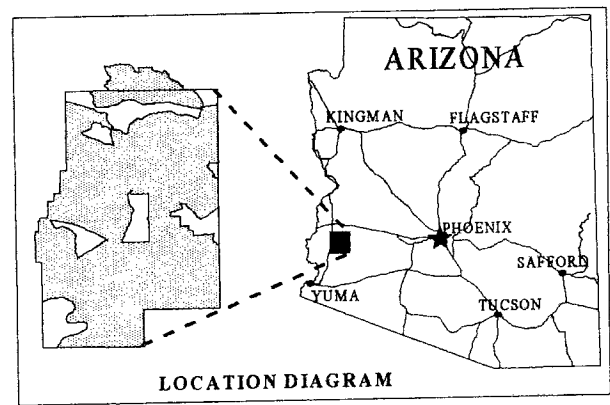 ARIZONA
KINGMAN
FLAGSTAFF
PHOENIX
SAFFORD
YUMA
TUCSON
LOCATION DIAGRAM